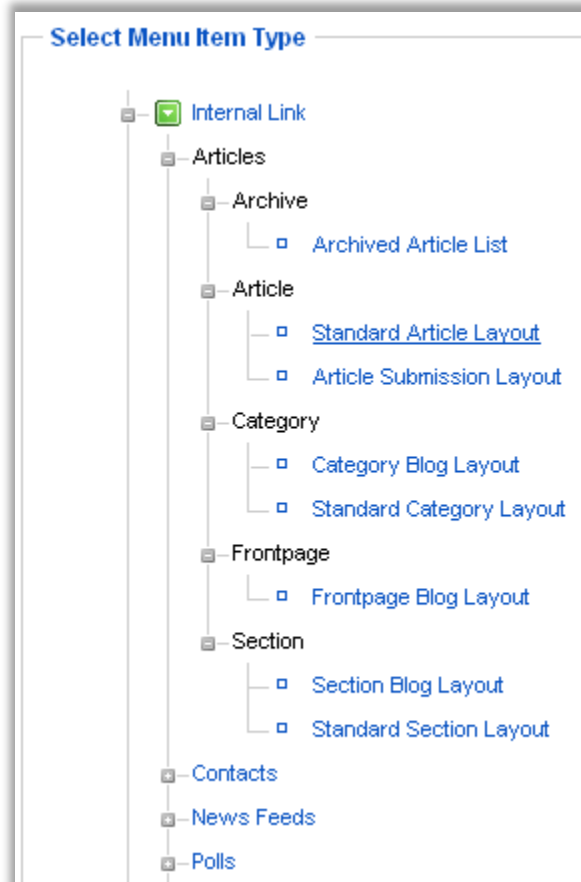 Select Menu Item Type
Internal Link
Articles
Archive
Archived Article List
Article
Standard Article Layout
Article Submission Layout
Category
Category Blog Layout
Standard Category Layout
Frontpage
Frontpage Blog Layout
Section
Section Blog Layout
Standard Section Layout
Contacts
News Feeds
Polls